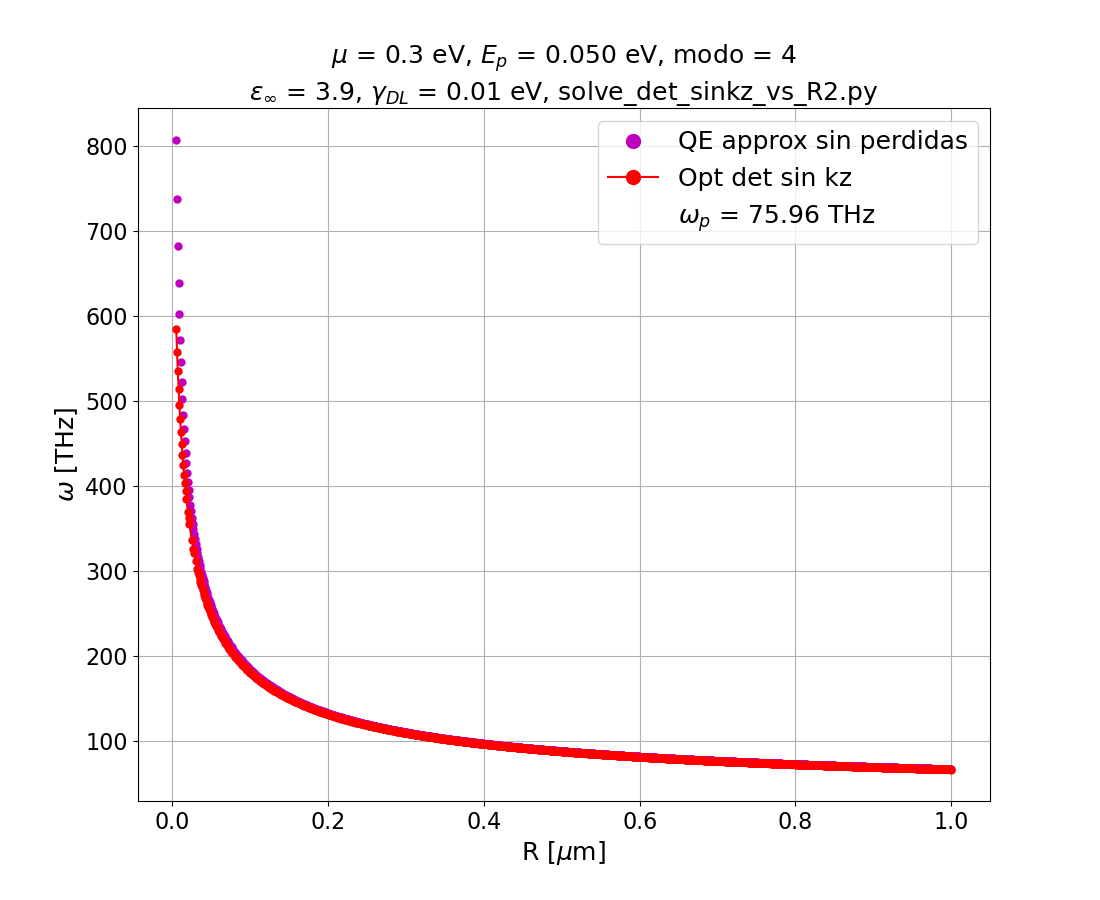 μ = 0.3 eV, E_p = 0.050 eV, modo = 4
ε_∞ = 3.9, γ_DL = 0.01 eV, solve_det_sinkz_vs_R2.py
QE approx sin perdidas
Opt det sin kz
ω_p = 75.96 THz
800
700
600
500
400
300
200
100
ω [THz]
0.0 0.2 0.4 0.6 0.8 1.0
R [μm]